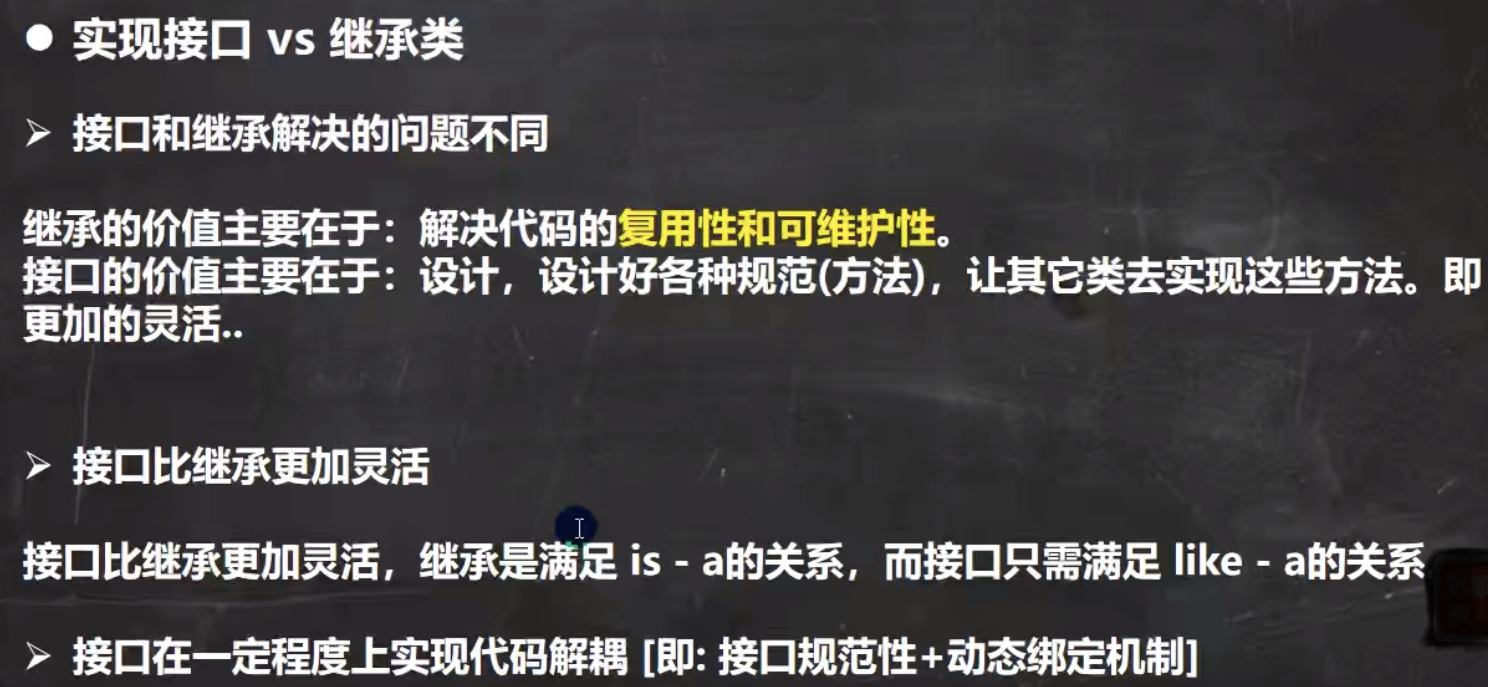 ● 实现接口 vs 继承类
➢ 接口和继承解决的问题不同
继承的价值主要在于：解决代码的复用性和可维护性。
接口的价值主要在于：设计，设计好各种规范(方法)，让其它类去实现这些方法。即
更加的灵活..
➢ 接口比继承更加灵活
接口比继承更加灵活，继承是满足 is - a的关系，而接口只需满足 like - a的关系
➢ 接口在一定程度上实现代码解耦 [即: 接口规范性+动态绑定机制]